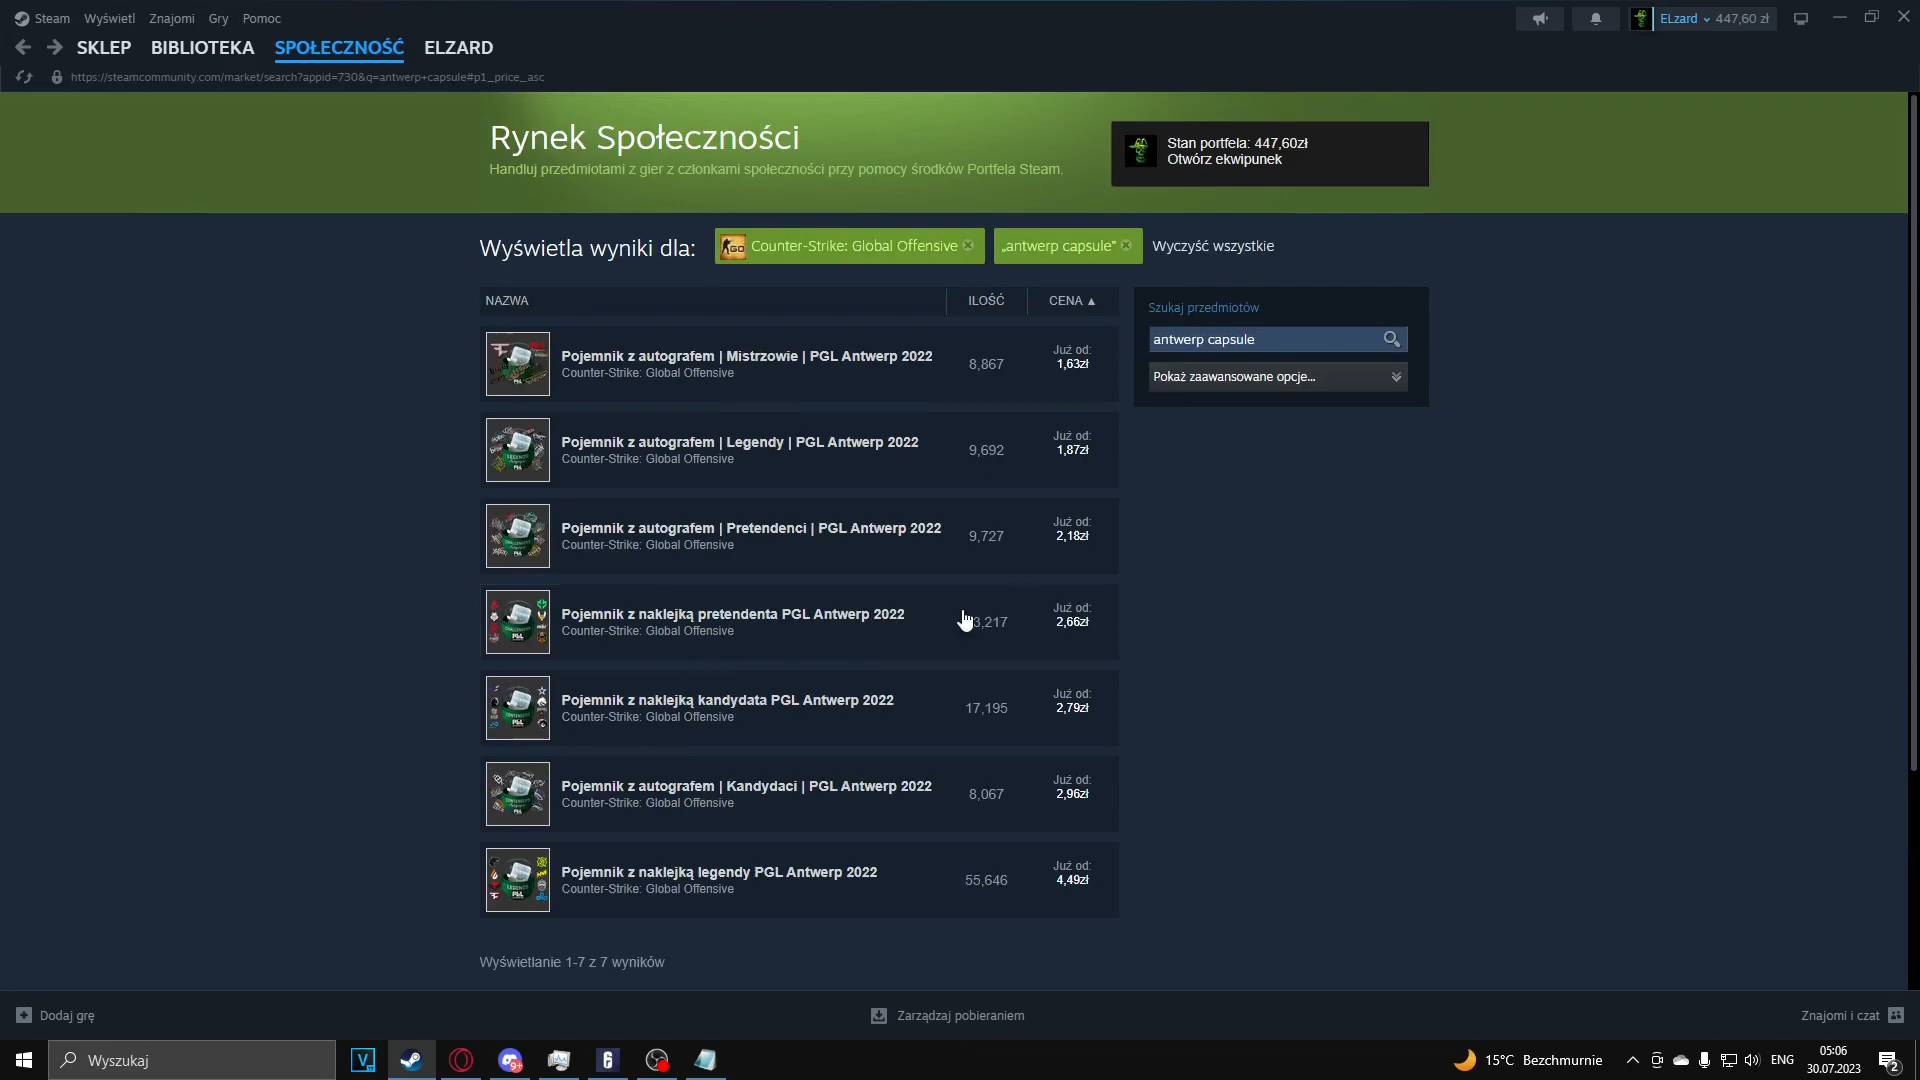 Steam Wyświetl Znajomi Gry Pomoc
ELzard 447,60 zł
SKLEP BIBLIOTEKA SPOŁECZNOŚĆ ELZARD
https://steamcommunity.com/market/search?appid=730&q=antwerp+capsule#p1_price_asc
Rynek Społeczności
Handluj przedmiotami z gier z członkami społeczności przy pomocy środków Portfela Steam.
Stan portfela: 447,60zł
Otwórz ekwipunek
Wyświetla wyniki dla: Counter-Strike: Global Offensive „antwerp capsule” Wyczyść wszystkie
NAZWA ILOŚĆ CENA ▲
Pojemnik z autografem | Mistrzowie | PGL Antwerp 2022
Counter-Strike: Global Offensive
8,867
Już od:
1,63zł
Pojemnik z autografem | Legendy | PGL Antwerp 2022
Counter-Strike: Global Offensive
9,692
Już od:
1,87zł
Pojemnik z autografem | Pretendenci | PGL Antwerp 2022
Counter-Strike: Global Offensive
9,727
Już od:
2,18zł
Pojemnik z naklejką pretendenta PGL Antwerp 2022
Counter-Strike: Global Offensive
3,217
Już od:
2,66zł
Pojemnik z naklejką kandydata PGL Antwerp 2022
Counter-Strike: Global Offensive
17,195
Już od:
2,79zł
Pojemnik z autografem | Kandydaci | PGL Antwerp 2022
Counter-Strike: Global Offensive
8,067
Już od:
2,96zł
Pojemnik z naklejką legendy PGL Antwerp 2022
Counter-Strike: Global Offensive
55,646
Już od:
4,49zł
Szukaj przedmiotów
antwerp capsule
Pokaż zaawansowane opcje...
Wyświetlanie 1-7 z 7 wyników
Dodaj grę
Zarządzaj pobieraniem
Znajomi i czat
Wyszukaj
15°C Bezchmurnie
ENG
05:06
30.07.2023
2